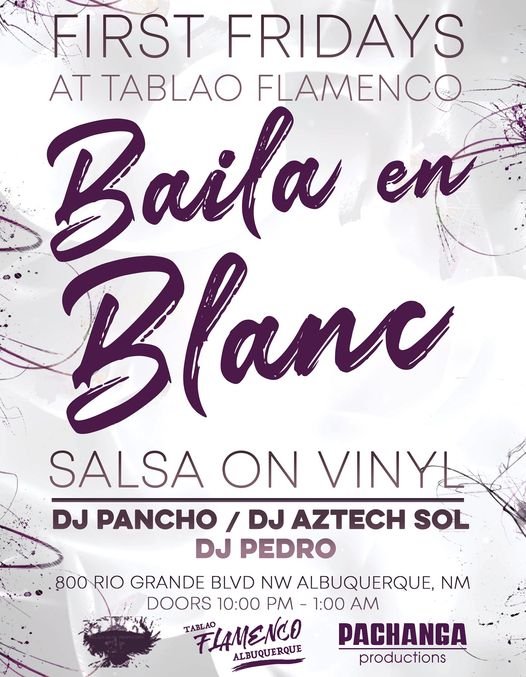 FIRST FRIDAYS
AT TABLAO FLAMENCO
Baila en
Blanc
SALSA ON VINYL
DJ PANCHO / DJ AZTECH SOL
DJ PEDRO
800 RIO GRANDE BLVD NW ALBUQUERQUE, NM
DOORS 10:00 PM - 1:00 AM
TABLAO
FLAMENCO
ALBUQUERQUE
PACHANGA
productions